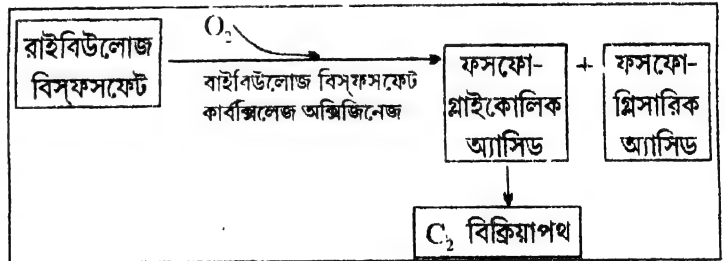 O₂
রাইবিউলোজ
বিস্‌ফসফেট
রাইবিউলোজ বিস্‌ফসফেট
কার্বক্সিলেজ অক্সিজিনেজ
ফসফো-
গ্লাইকোলিক
অ্যাসিড
+
ফসফো-
গ্লিসারিক
অ্যাসিড
C₂ বিক্রিয়াপথ